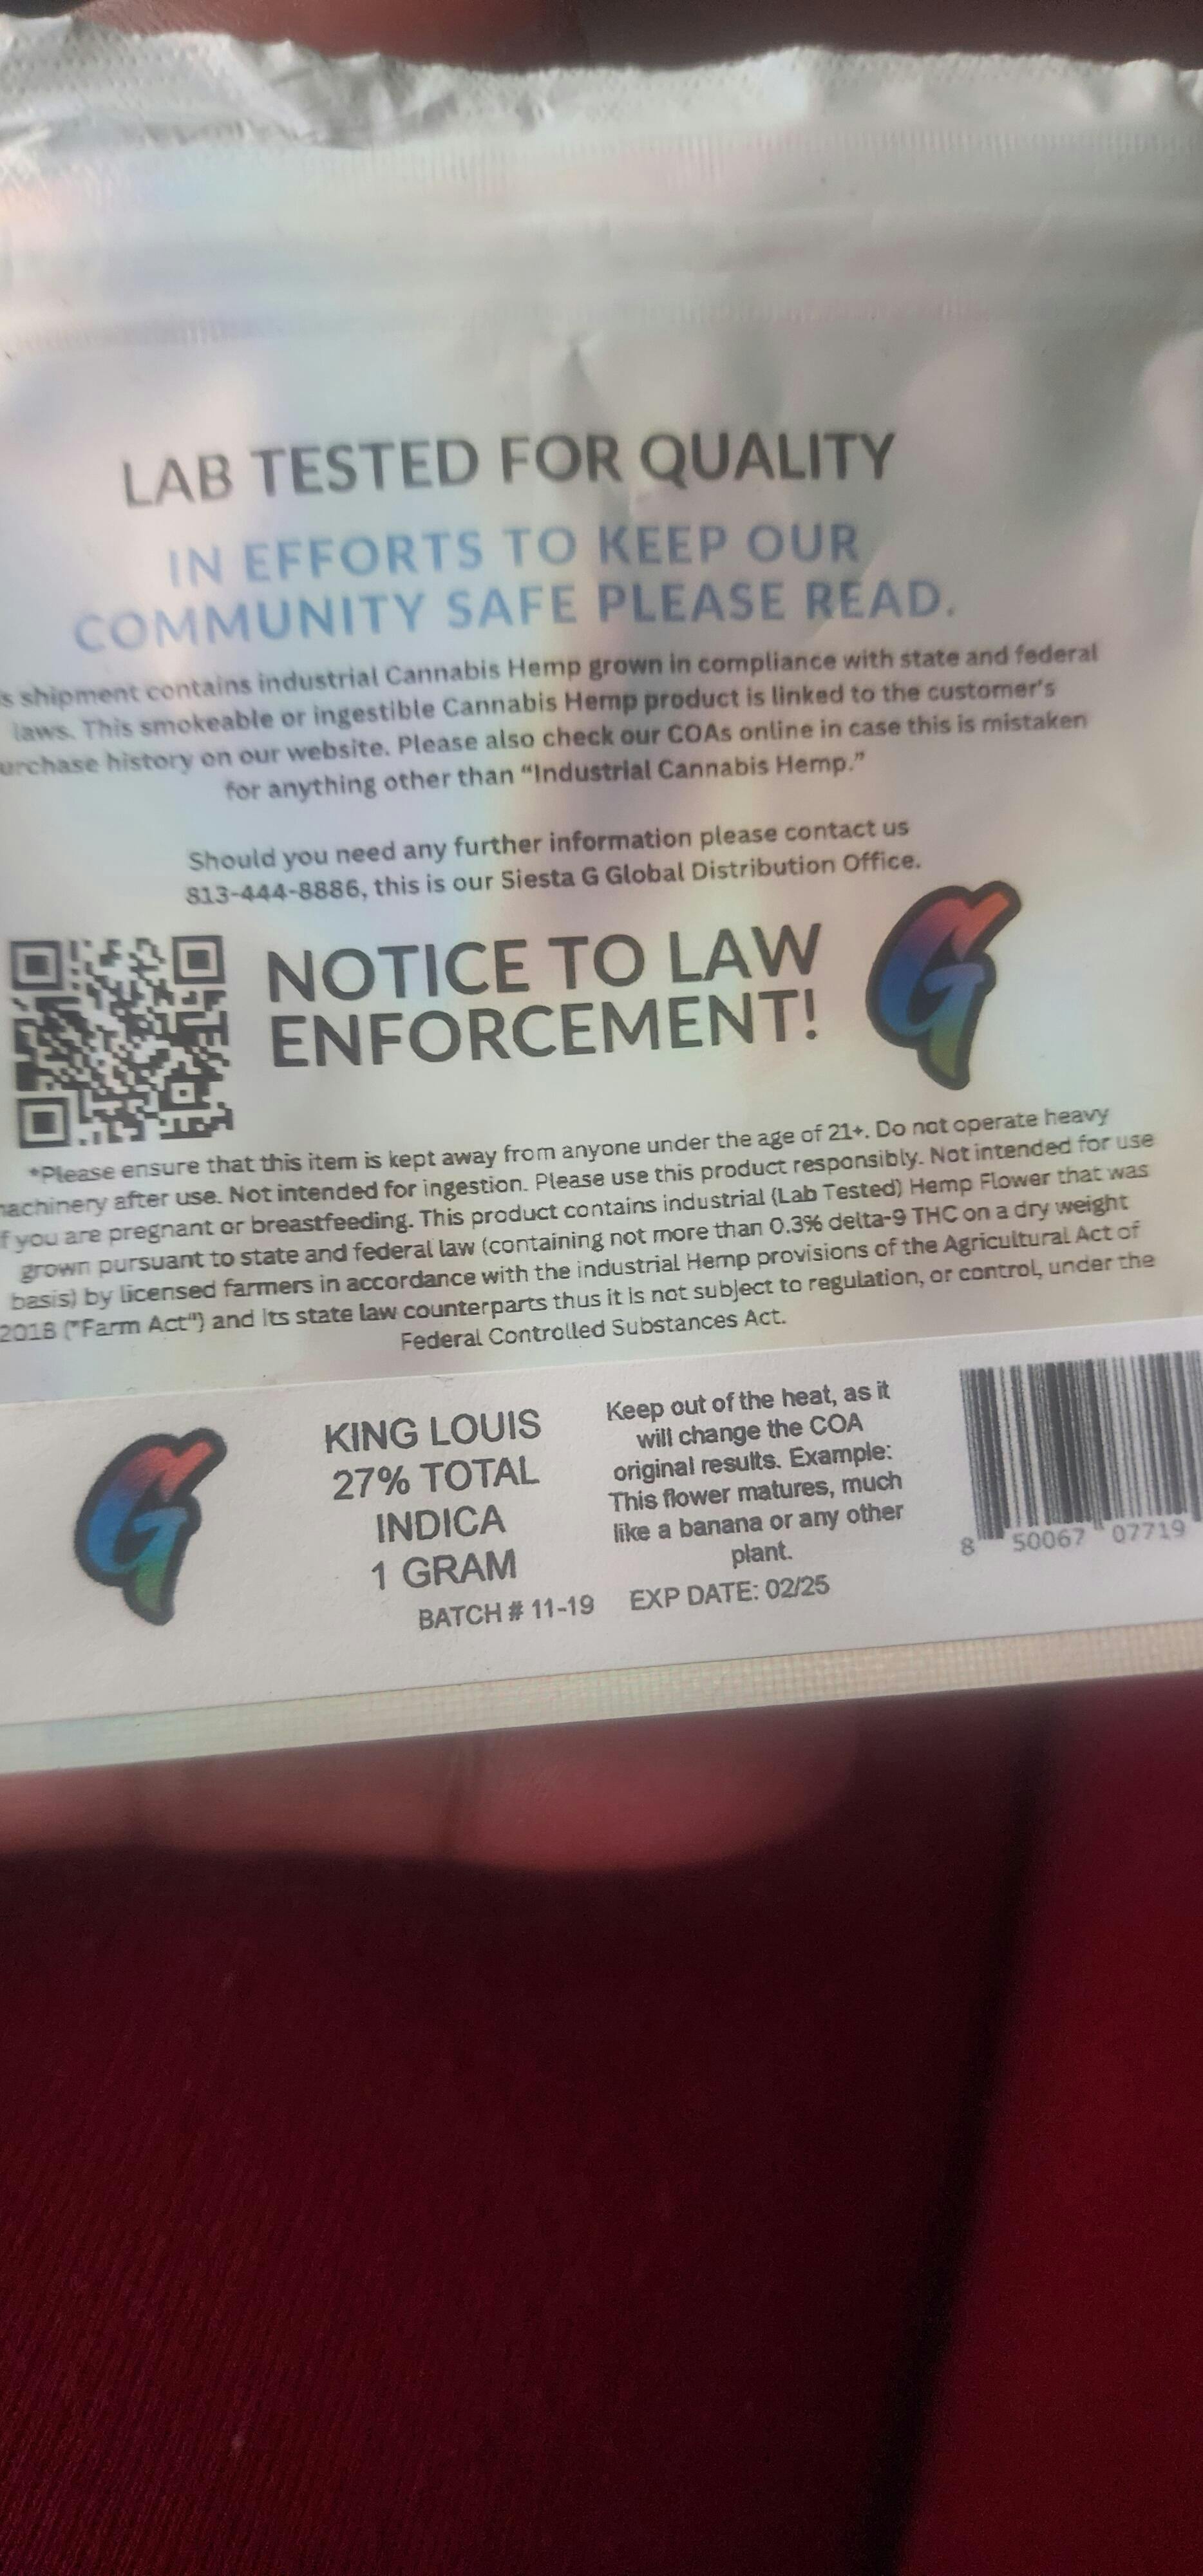 LAB TESTED FOR QUALITY
IN EFFORTS TO KEEP OUR
COMMUNITY SAFE PLEASE READ.
s shipment contains industrial Cannabis Hemp grown in compliance with state and federal
laws. This smokeable or ingestible Cannabis Hemp product is linked to the customer's
urchase history on our website. Please also check our COAs online in case this is mistaken
for anything other than “Industrial Cannabis Hemp.”
Should you need any further information please contact us
813-444-8886, this is our Siesta G Global Distribution Office.
NOTICE TO LAW
ENFORCEMENT!
G
*Please ensure that this item is kept away from anyone under the age of 21+. Do not operate heavy
achinery after use. Not intended for ingestion. Please use this product responsibly. Not intended for use
f you are pregnant or breastfeeding. This product contains industrial (Lab Tested) Hemp Flower that was
grown pursuant to state and federal law (containing not more than 0.3% delta-9 THC on a dry weight
basis) by licensed farmers in accordance with the industrial Hemp provisions of the Agricultural Act of
2018 ("Farm Act") and its state law counterparts thus it is not subject to regulation, or control, under the
Federal Controlled Substances Act.
G
KING LOUIS
27% TOTAL
INDICA
1 GRAM
BATCH # 11-19
Keep out of the heat, as it
will change the COA
original results. Example:
This flower matures, much
like a banana or any other
plant.
EXP DATE: 02/25
8 50067 07719